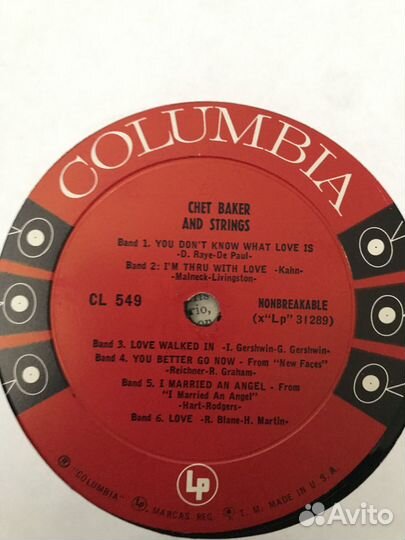 COLUMBIA
CHET BAKER
AND STRINGS
Band 1. YOU DON'T KNOW WHAT LOVE IS
-D. Raye-De Paul-
Band 2: I'M THRU WITH LOVE -Kahn-
Malneck-Livingston-
CL 549
NONBREAKABLE
(x"Lp" 31289)
Band 3. LOVE WALKED IN -I. Gershwin-G. Gershwin-
Band 4. YOU BETTER GO NOW - From "New Faces"
-Reichner-R. Graham-
Band 5. I MARRIED AN ANGEL - From
"I Married An Angel"
-Hart-Rodgers-
Band 6. LOVE -R. Blane-H. Martin-
Lp
® "COLUMBIA" MARCAS REG. T. M. MADE IN U.S.A.
Avito